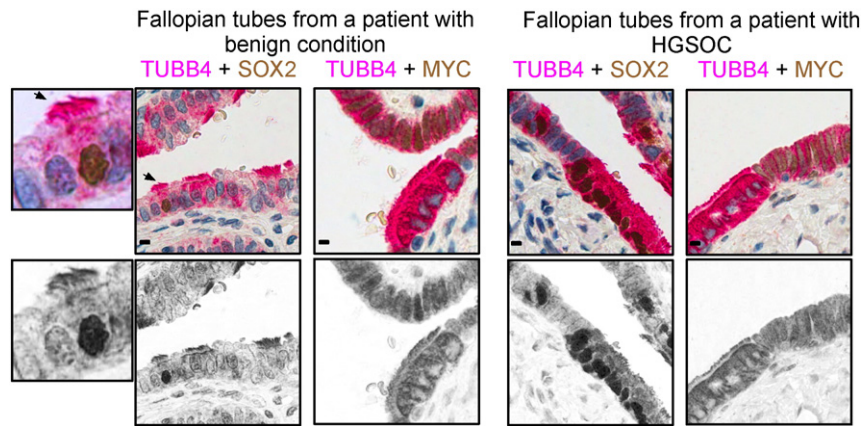 Fallopian tubes from a patient with
benign condition
TUBB4 + SOX2 TUBB4 + MYC
Fallopian tubes from a patient with
HGSOC
TUBB4 + SOX2 TUBB4 + MYC